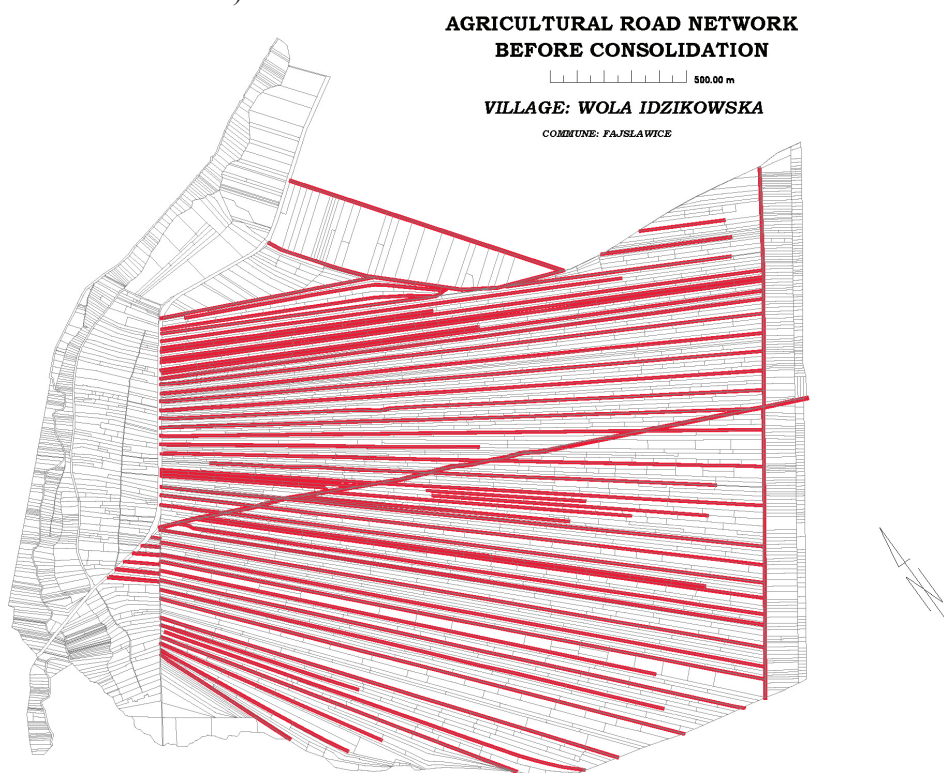 )
AGRICULTURAL ROAD NETWORK
BEFORE CONSOLIDATION
500.00 m
VILLAGE: WOLA IDZIKOWSKA
COMMUNE: FAJSLAWICE